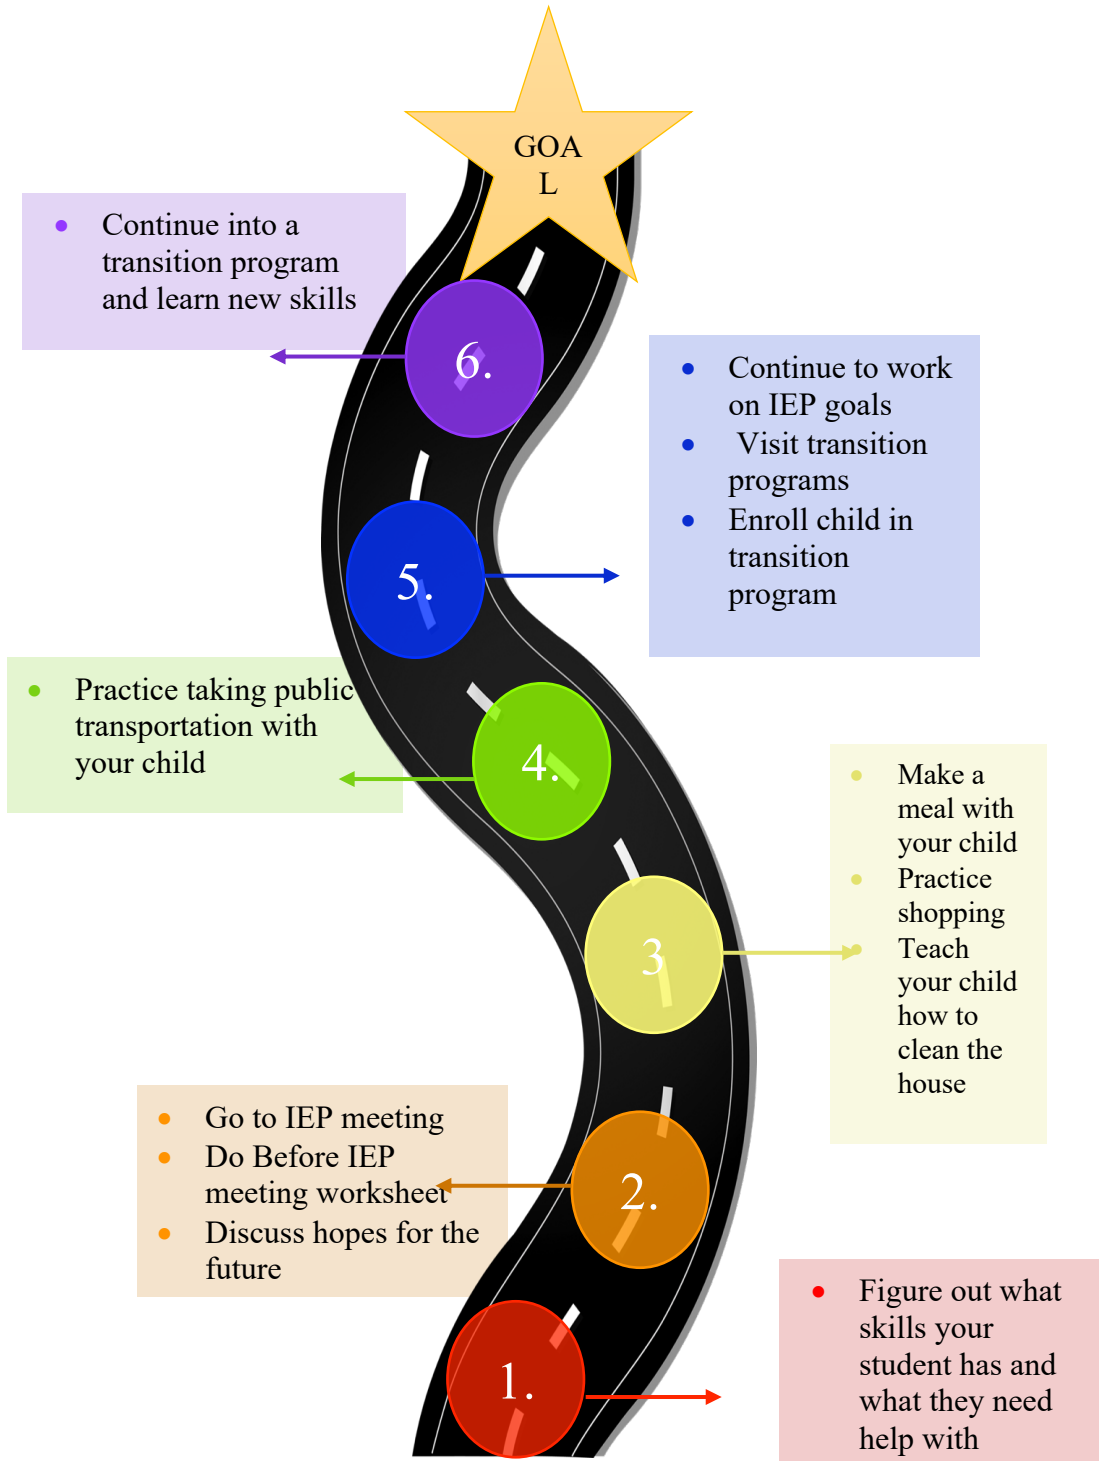 GOA
L
• Continue into a
transition program
and learn new skills
6.
• Continue to work
on IEP goals
• Visit transition
programs
• Enroll child in
transition
program
5.
• Practice taking public
transportation with
your child
4.
• Make a
meal with
your child
• Practice
shopping
• Teach
your child
how to
clean the
house
3
• Go to IEP meeting
• Do Before IEP
meeting worksheet
• Discuss hopes for the
future
2.
• Figure out what
skills your
student has and
what they need
help with
1.